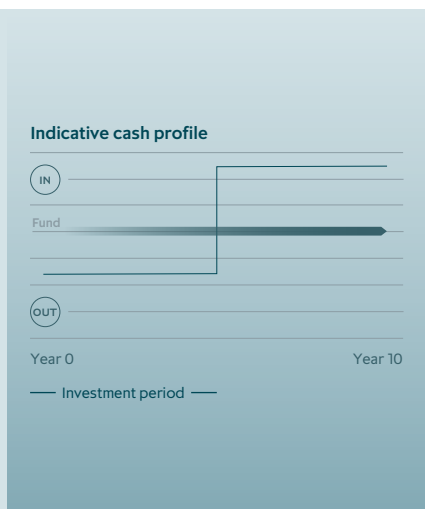 Indicative cash profile
IN
Fund
OUT
Year 0 Year 10
Investment period